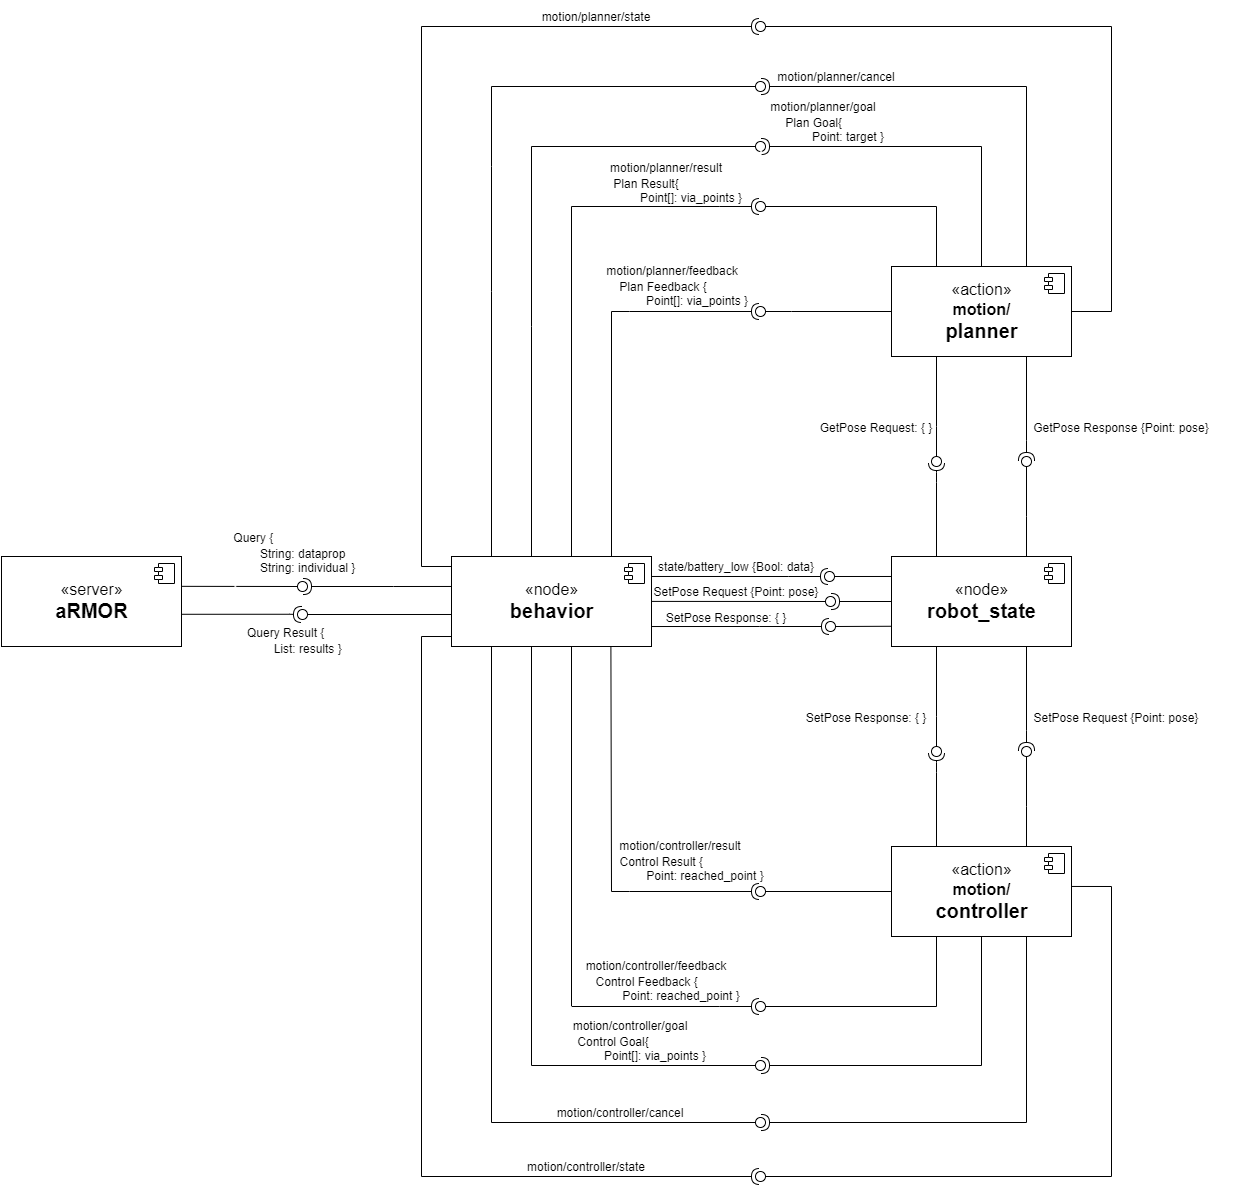 motion/planner/state
motion/planner/cancel
motion/planner/goal
Plan Goal{
Point: target }
motion/planner/result
Plan Result{
Point[]: via_points }
motion/planner/feedback
Plan Feedback {
Point[]: via_points }
«action»
motion/
planner
GetPose Request: { }
GetPose Response {Point: pose}
Query {
String: dataprop
String: individual }
«server»
aRMOR
Query Result {
List: results }
«node»
behavior
state/battery_low {Bool: data}
SetPose Request {Point: pose}
SetPose Response: { }
«node»
robot_state
SetPose Response: { }
SetPose Request {Point: pose}
motion/controller/result
Control Result {
Point: reached_point }
«action»
motion/
controller
motion/controller/feedback
Control Feedback {
Point: reached_point }
motion/controller/goal
Control Goal{
Point[]: via_points }
motion/controller/cancel
motion/controller/state